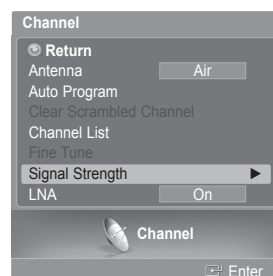 Channel
Return
Antenna Air
Auto Program
Clear Scrambled Channel
Channel List
Fine Tune
Signal Strength ►
LNA On
Channel
Enter